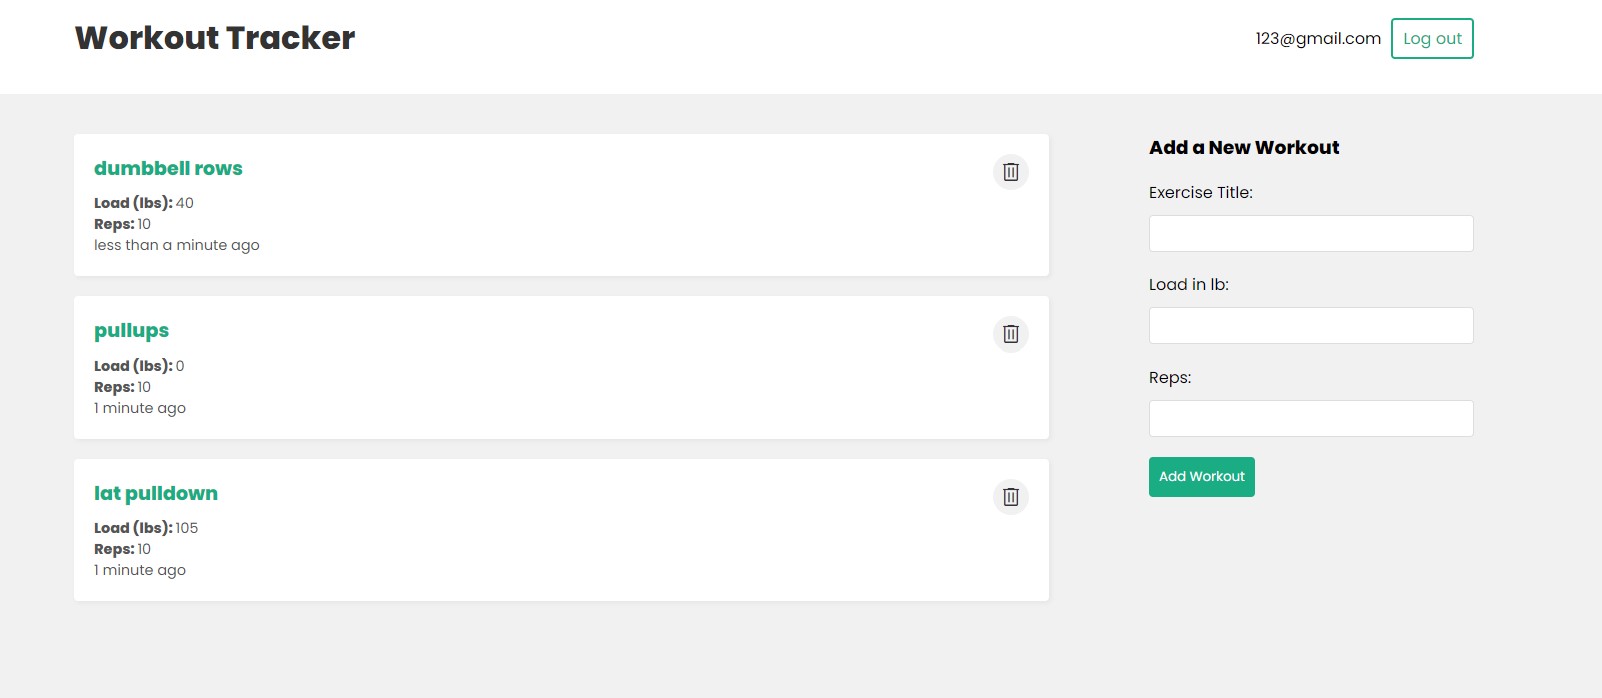 Workout Tracker
123@gmail.com
Log out
dumbbell rows
Load (lbs): 40
Reps: 10
less than a minute ago
pullups
Load (lbs): 0
Reps: 10
1 minute ago
lat pulldown
Load (lbs): 105
Reps: 10
1 minute ago
Add a New Workout
Exercise Title:
Load in lb:
Reps:
Add Workout